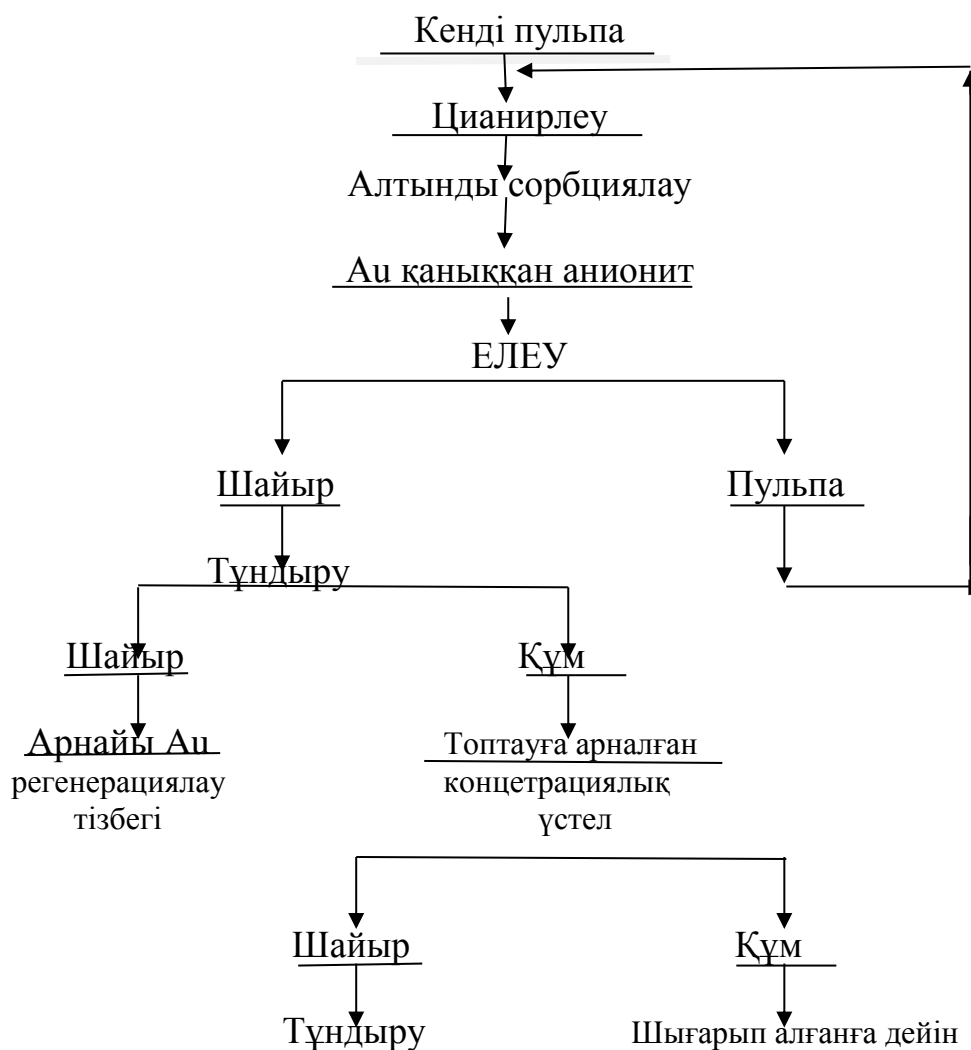 Кенді пульпа
Цианирлеу
Алтынды сорбциялау
Au қаныққан анионит
ЕЛЕУ
Шайыр
Пульпа
Тұндыру
Шайыр
Құм
Арнайы Au
регенерациялау
тізбегі
Топтауға арналған
концетрациялық
үстел
Шайыр
Құм
Тұндыру
Шығарып алғанға дейін